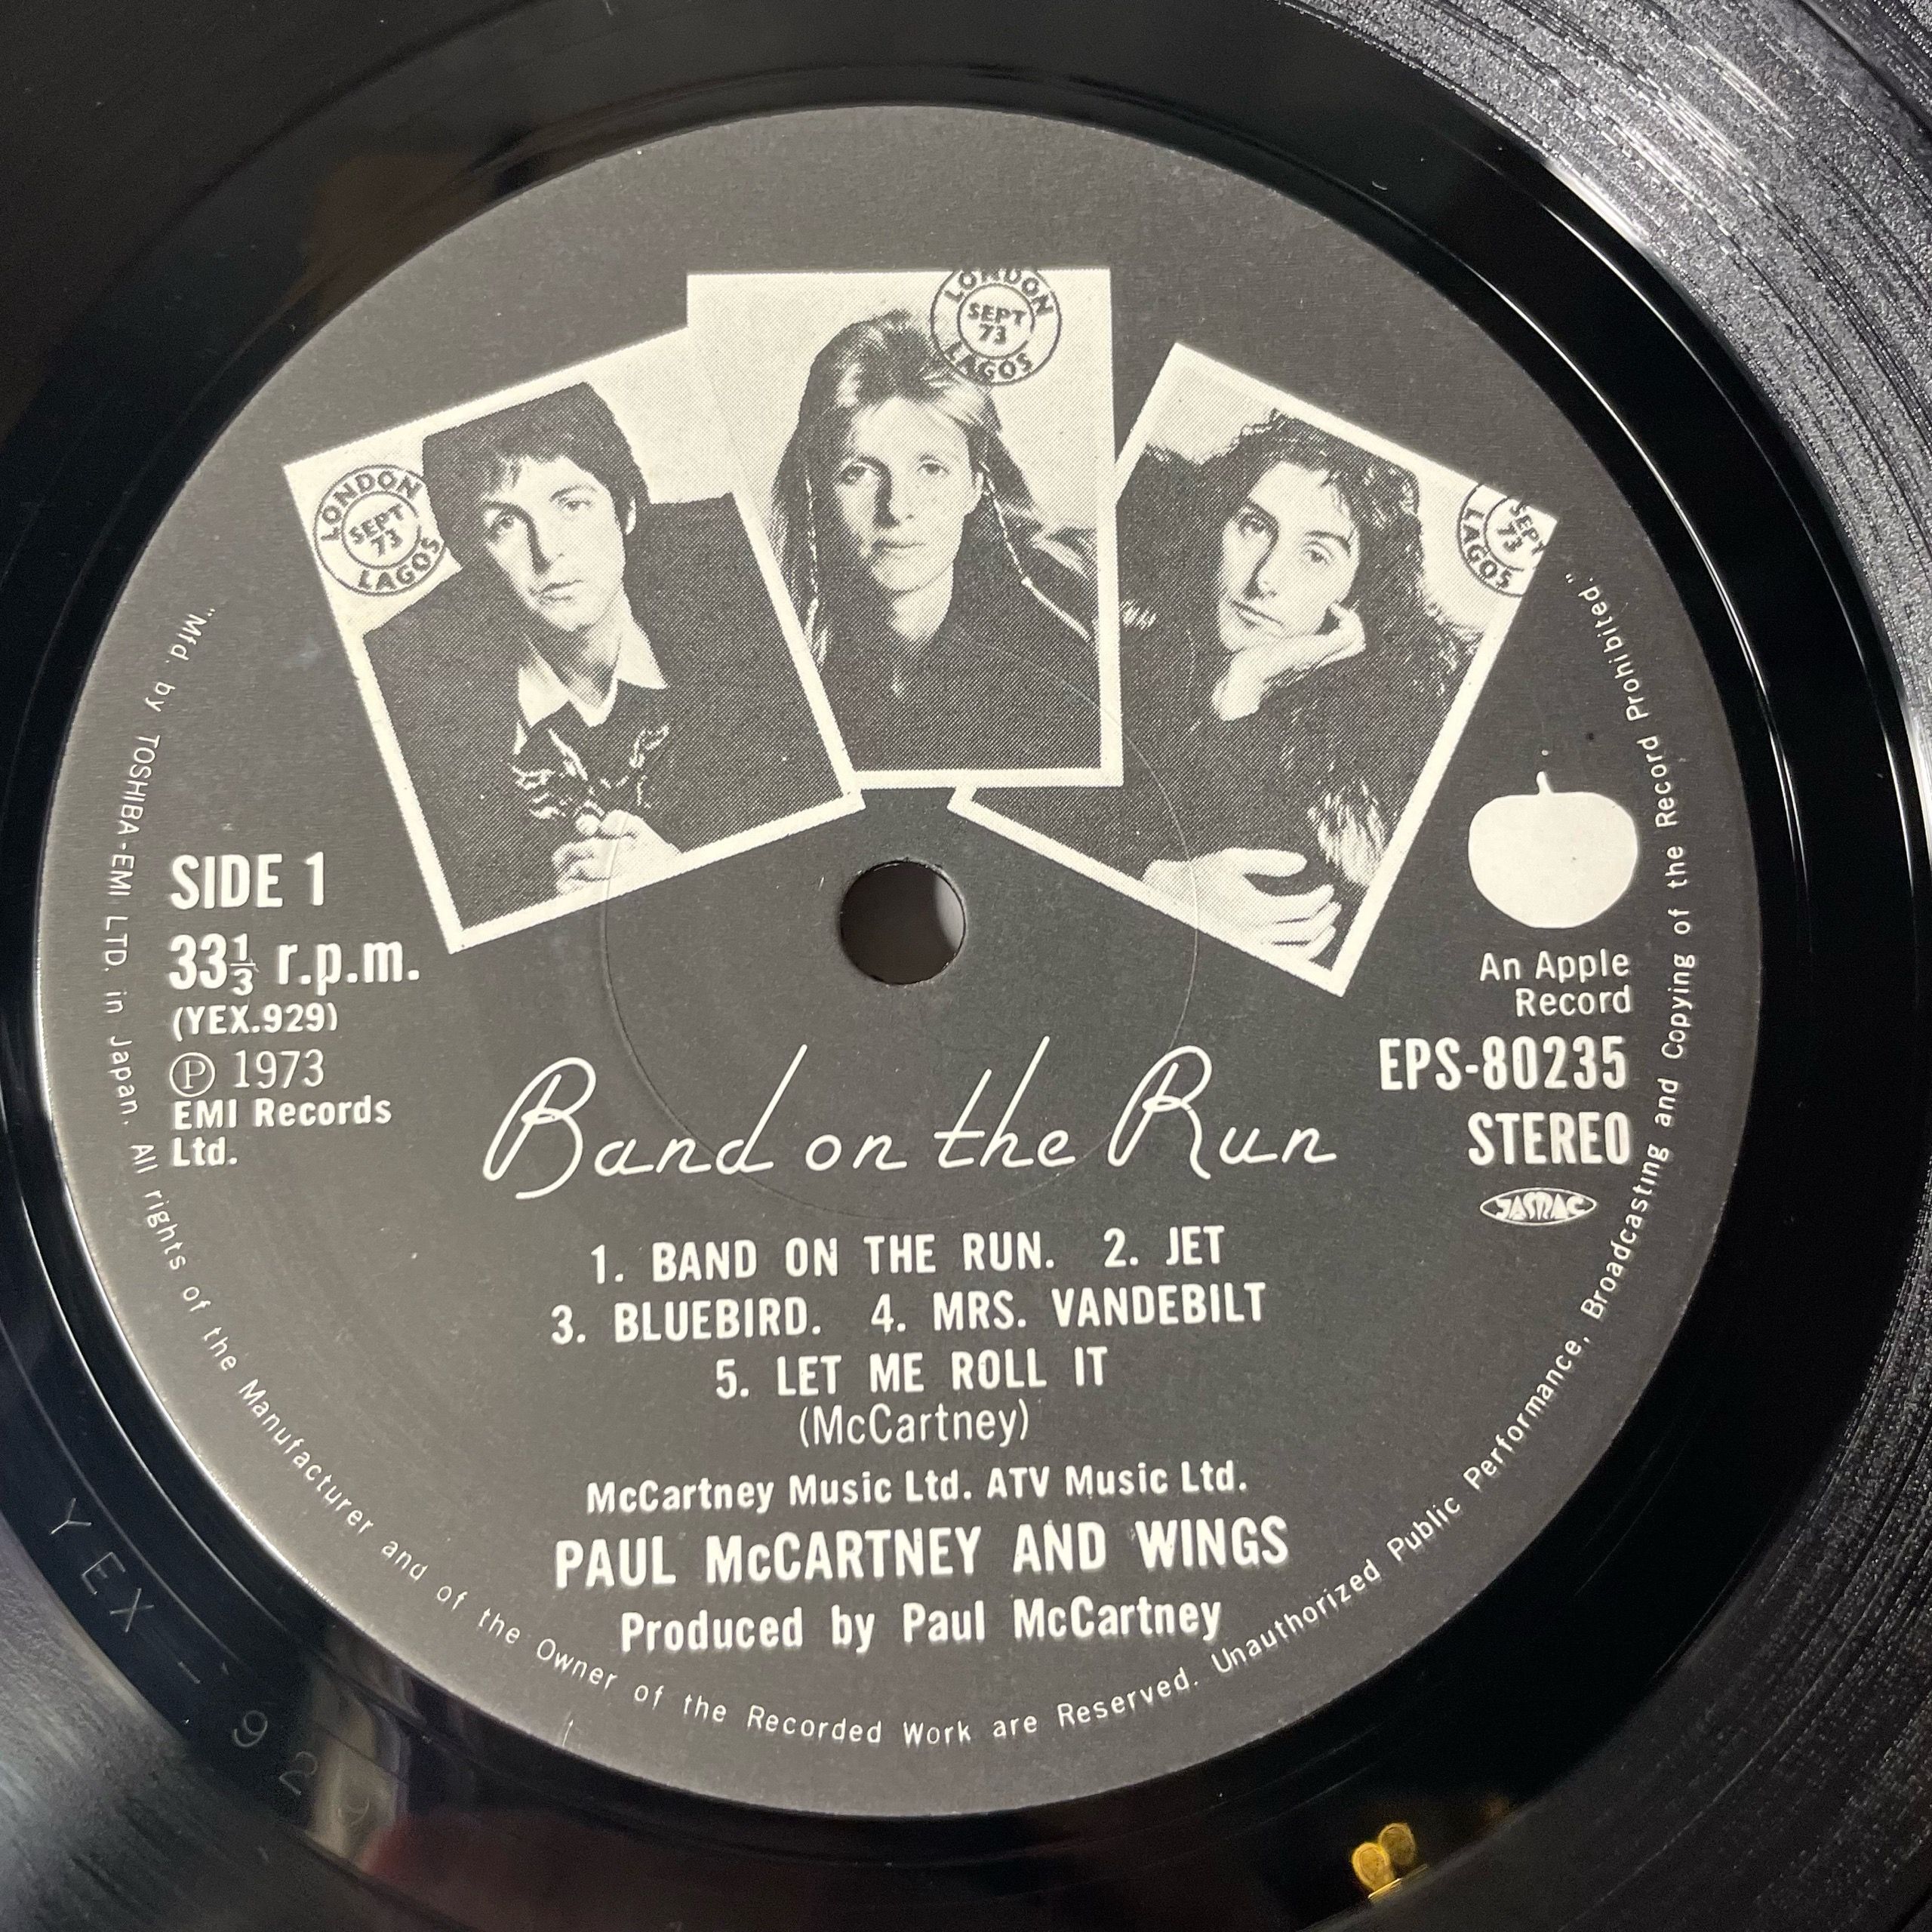 LONDON
SEPT
73
LAGOS
LONDON
SEPT
73
LAGOS
LONDON
SEPT
73
LAGOS
SIDE 1
33⅓ r.p.m.
(YEX.929)
Ⓟ 1973
EMI Records
Ltd.
An Apple
Record
EPS-80235
STEREO
JASRAC
Band on the Run
1. BAND ON THE RUN. 2. JET
3. BLUEBIRD. 4. MRS. VANDEBILT
5. LET ME ROLL IT
(McCartney)
McCartney Music Ltd. ATV Music Ltd.
PAUL McCARTNEY AND WINGS
Produced by Paul McCartney
"Mfd. by TOSHIBA-EMI LTD. in Japan. All rights of the Manufacturer and of the Owner of the Recorded Work are Reserved. Unauthorized Public Performance, Broadcasting and Copying of the Record Prohibited."
YEX-929